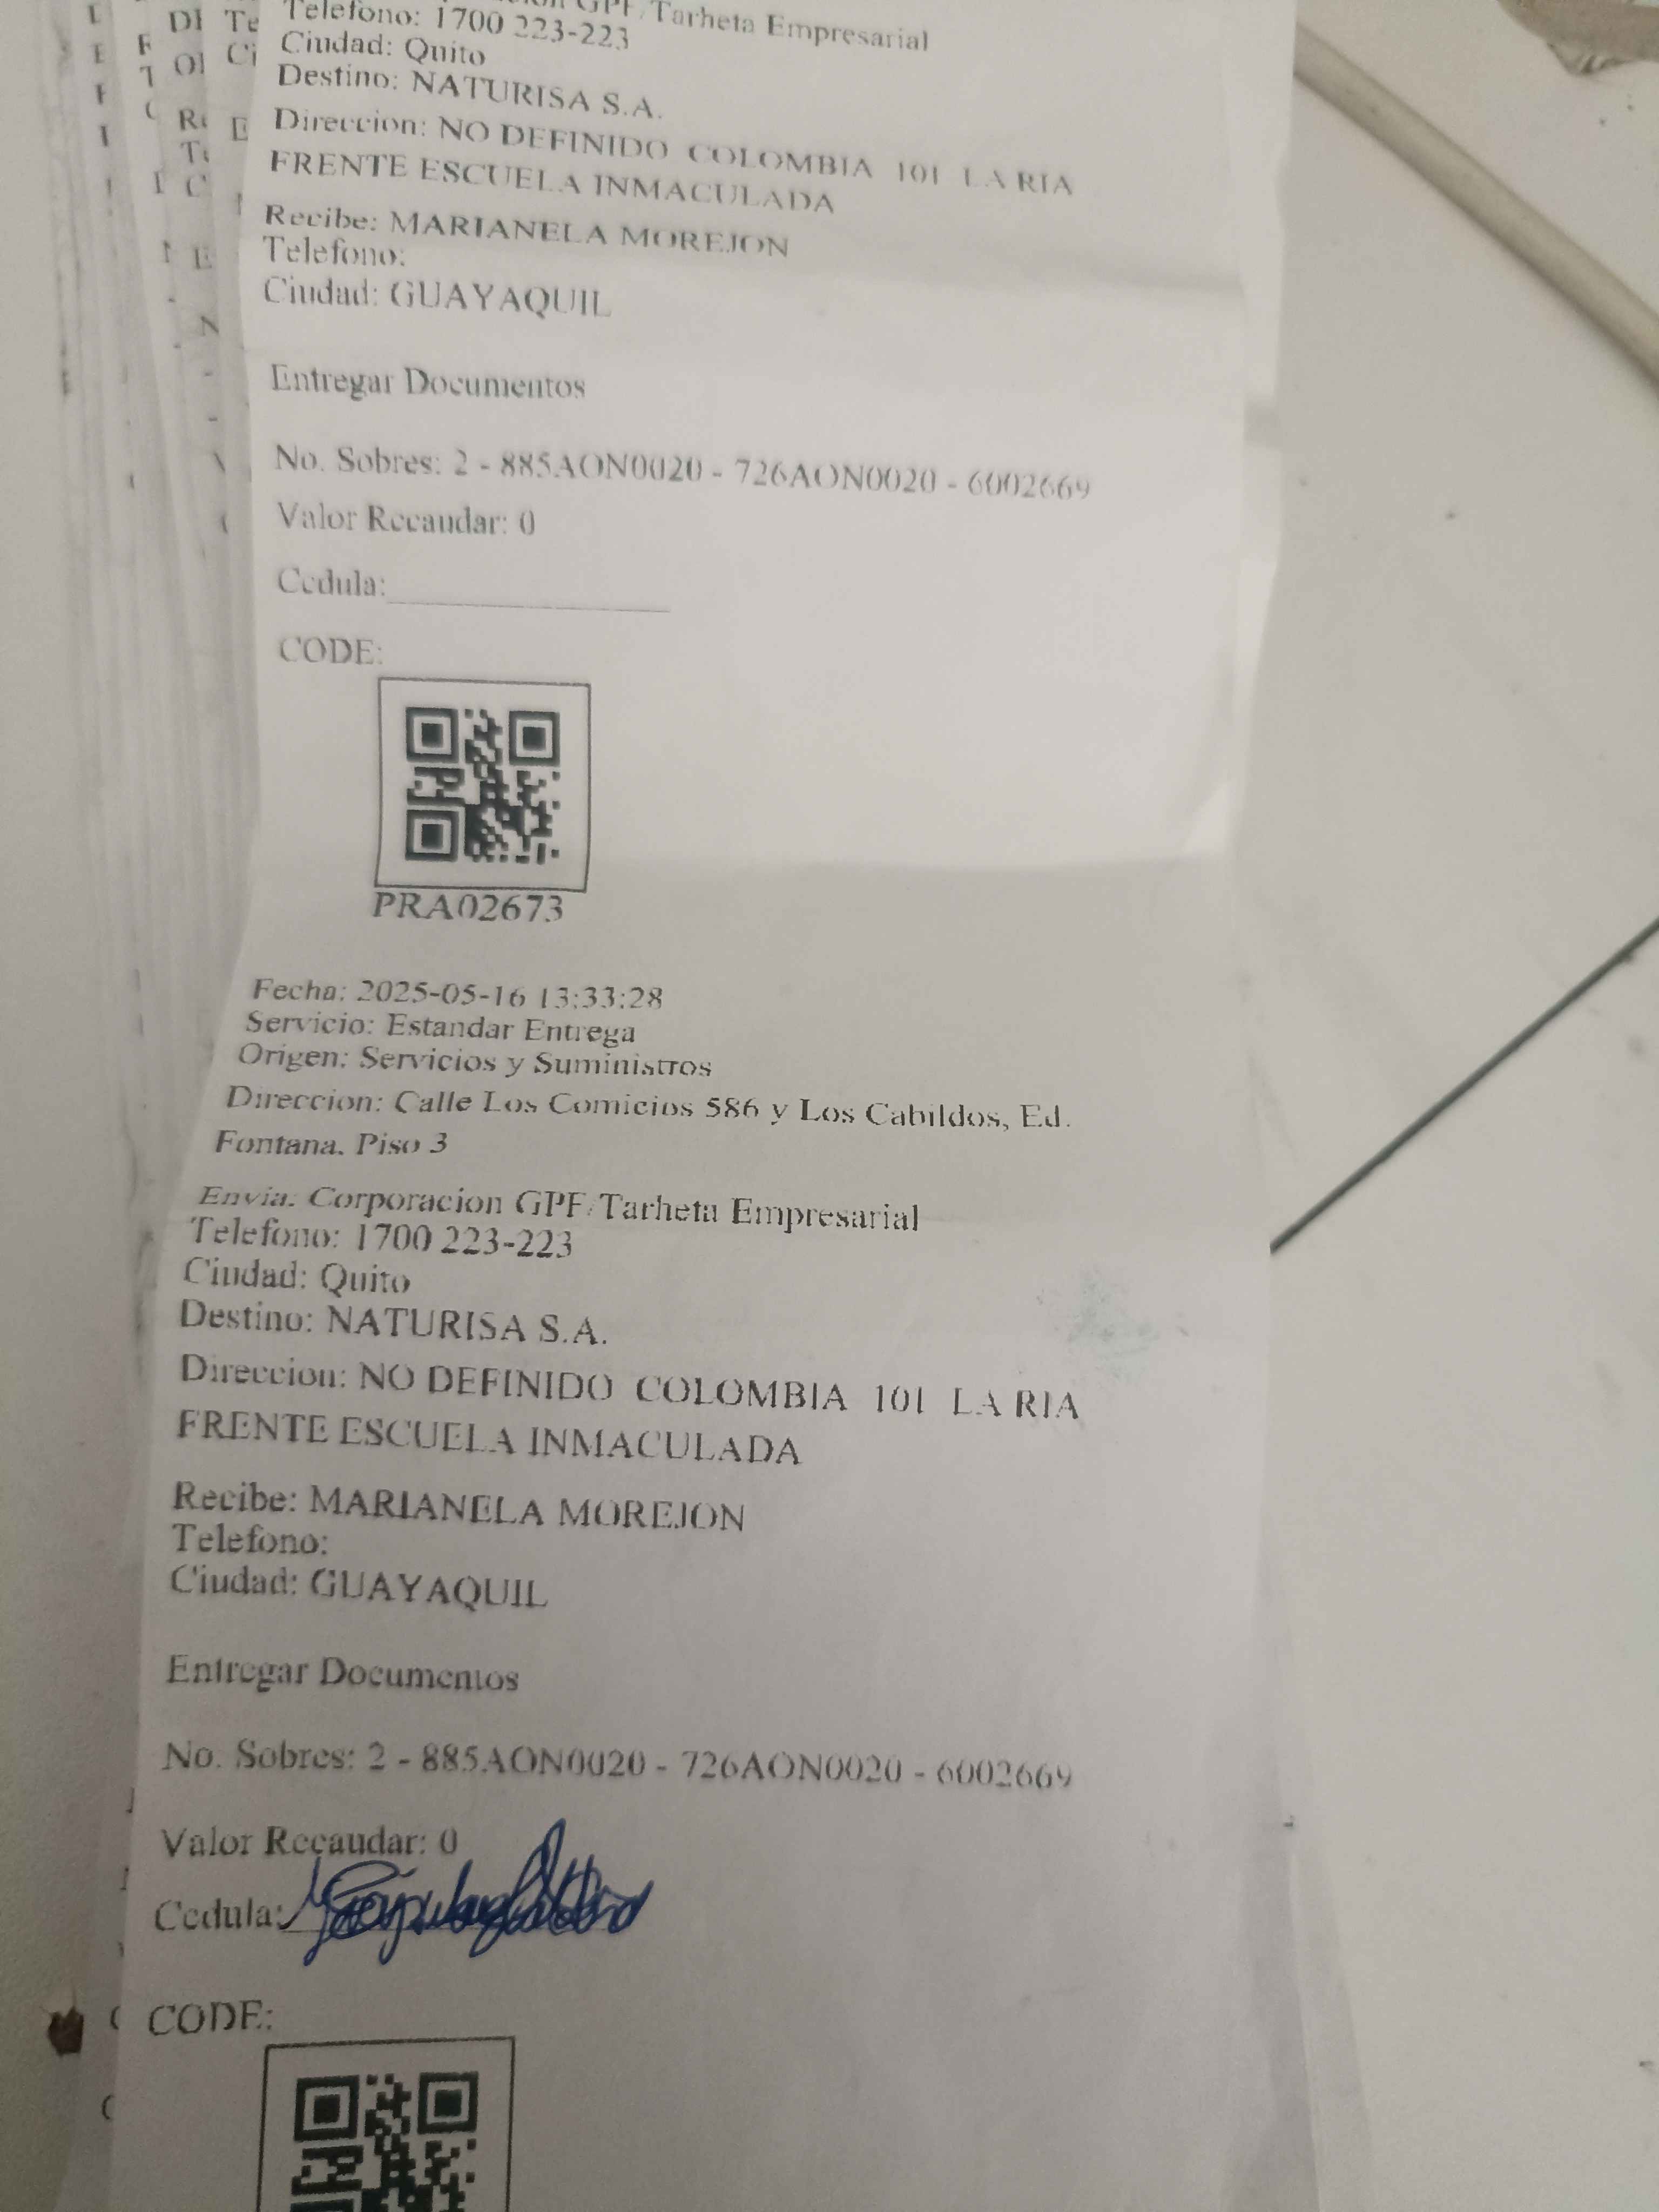 GPF/Tarheta Empresarial
Telefono: 1700 223-223
Ciudad: Quito
Destino: NATURISA S.A.
Direccion: NO DEFINIDO COLOMBIA 101 LA RIA
FRENTE ESCUELA INMACULADA
Recibe: MARIANELA MOREJON
Telefono:
Ciudad: GUAYAQUIL
Entregar Documentos
No. Sobres: 2 - 885AON0020 - 726AON0020 - 6002669
Valor Recaudar: 0
Cedula:
CODE:
PRA02673
Fecha: 2025-05-16 13:33:28
Servicio: Estandar Entrega
Origen: Servicios y Suministros
Direccion: Calle Los Comicios 586 y Los Cabildos, Ed.
Fontana. Piso 3
Envia: Corporacion GPF/Tarheta Empresarial
Telefono: 1700 223-223
Ciudad: Quito
Destino: NATURISA S.A.
Direccion: NO DEFINIDO COLOMBIA 101 LA RIA
FRENTE ESCUELA INMACULADA
Recibe: MARIANELA MOREJON
Telefono:
Ciudad: GUAYAQUIL
Entregar Documentos
No. Sobres: 2 - 885AON0020 - 726AON0020 - 6002669
Valor Recaudar: 0
Cedula:
CODE: